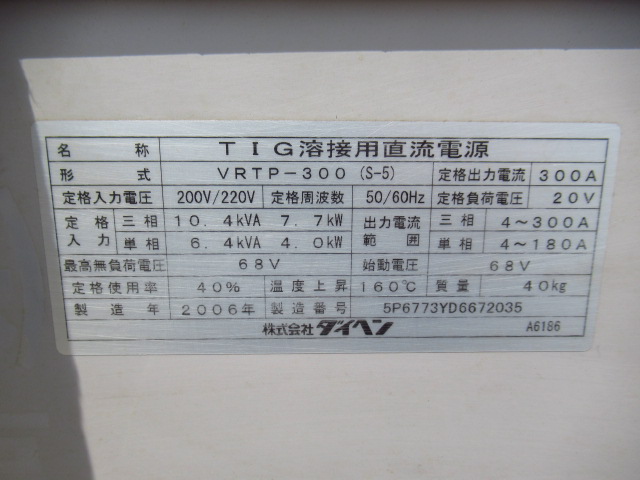 名称 TIG溶接用直流電源
形式 VRTP-300 (S-5) 定格出力電流 300A
定格入力電圧 200V/220V 定格周波数 50/60Hz 定格負荷電圧 20V
定格入力 三相 10.4kVA 7.7kW 出力電流範囲 三相 4~300A
単相 6.4kVA 4.0kW 単相 4~180A
最高無負荷電圧 68V 始動電圧 68V
定格使用率 40% 温度上昇 160℃ 質量 40kg
製造年 2006年 製造番号 5P6773YD6672035
株式会社ダイヘン A6186